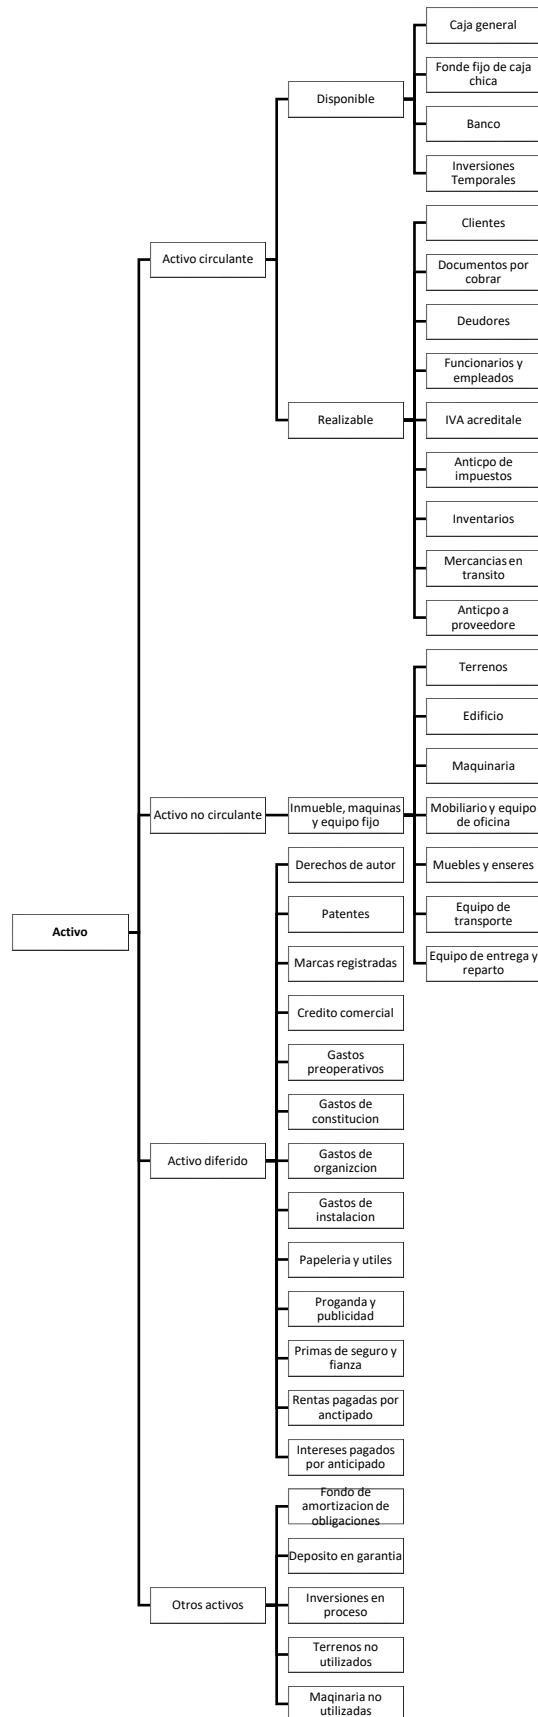 Caja general
Fonde fijo de caja
chica
Disponible
Banco
Inversiones
Temporales
Clientes
Activo circulante
Documentos por
cobrar
Deudores
Funcionarios y
empleados
Realizable
IVA acreditale
Anticpo de
impuestos
Inventarios
Mercancias en
transito
Anticpo a
proveedore
Terrenos
Edificio
Maquinaria
Activo no circulante
Inmueble, maquinas
y equipo fijo
Mobiliario y equipo
de oficina
Muebles y enseres
Equipo de
transporte
Equipo de entrega y
reparto
Activo
Derechos de autor
Patentes
Marcas registradas
Credito comercial
Gastos
preoperativos
Gastos de
constitucion
Activo diferido
Gastos de
organizcion
Gastos de
instalacion
Papeleria y utiles
Proganda y
publicidad
Primas de seguro y
fianza
Rentas pagadas por
anctipado
Intereses pagados
por anticipado
Fondo de
amortizacion de
obligaciones
Deposito en garantia
Otros activos
Inversiones en
proceso
Terrenos no
utilizados
Maqinaria no
utilizadas